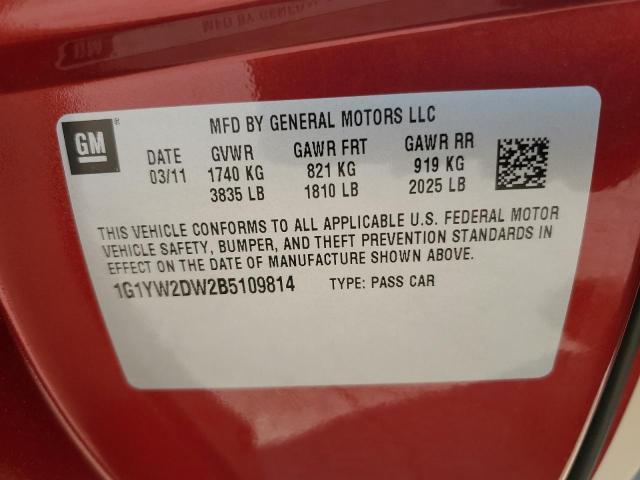 GM
MFD BY GENERAL MOTORS LLC
DATE GVWR GAWR FRT GAWR RR
03/11 1740 KG 821 KG 919 KG
3835 LB 1810 LB 2025 LB
THIS VEHICLE CONFORMS TO ALL APPLICABLE U.S. FEDERAL MOTOR
VEHICLE SAFETY, BUMPER, AND THEFT PREVENTION STANDARDS IN
EFFECT ON THE DATE OF MANUFACTURE SHOWN ABOVE.
1G1YW2DW2B5109814 TYPE: PASS CAR